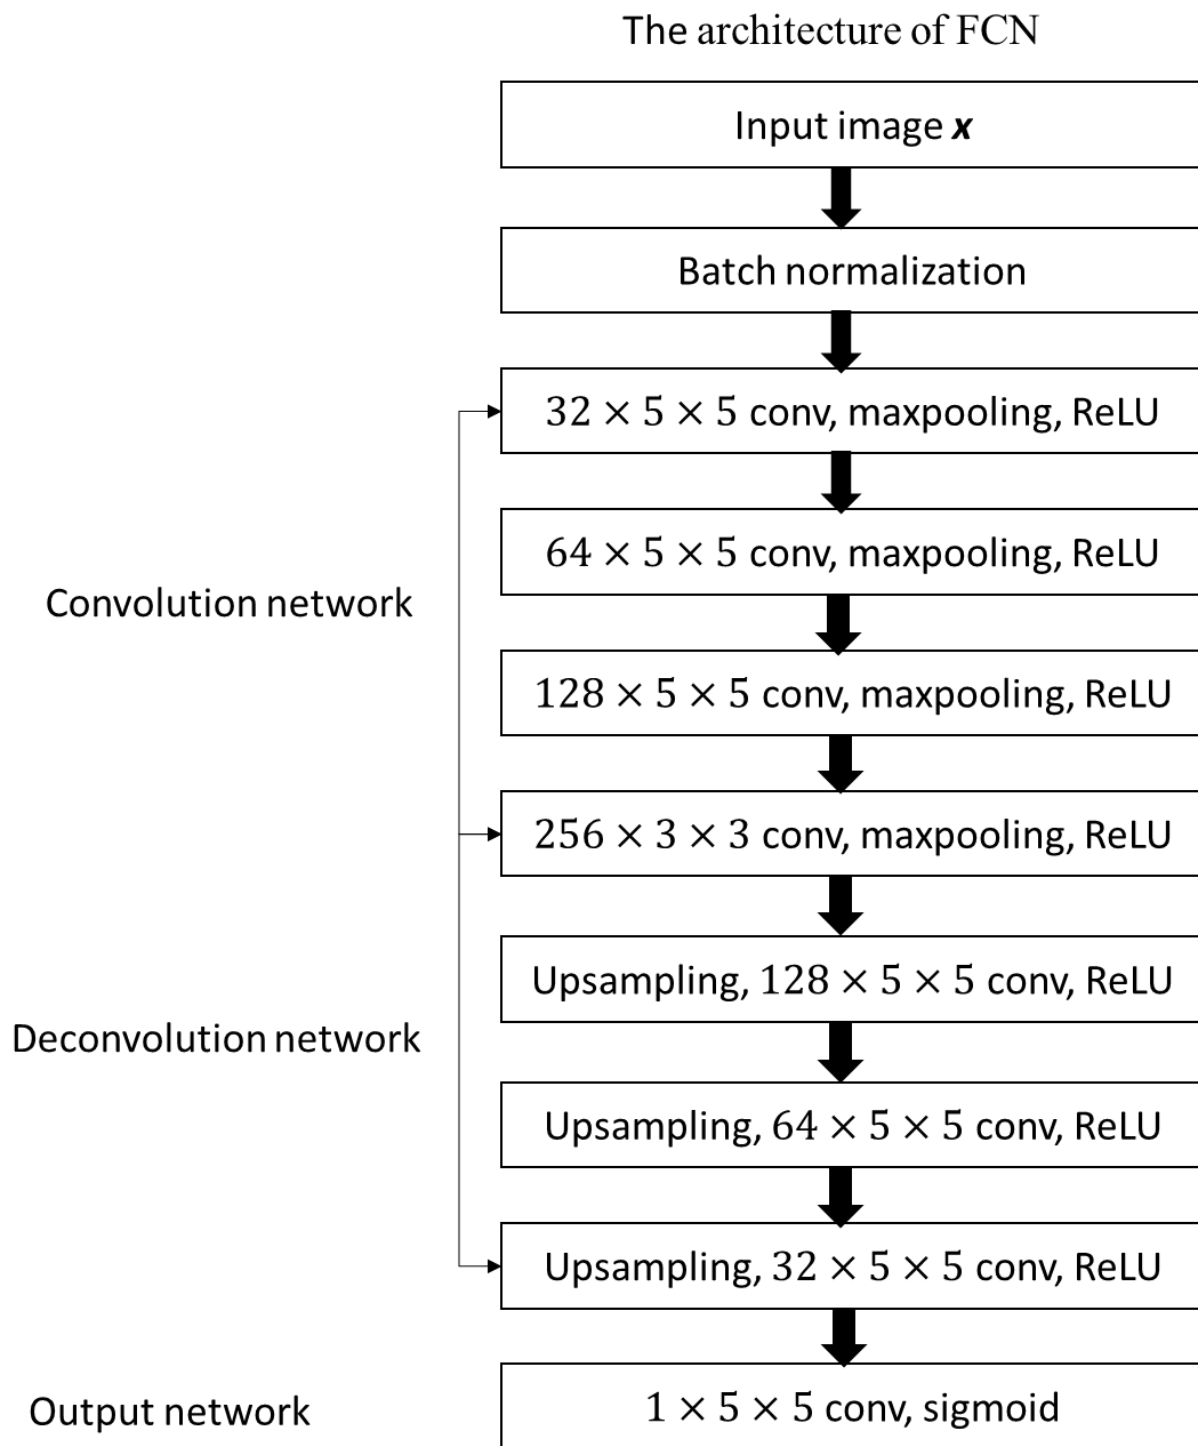 The architecture of FCN
Input image x
Batch normalization
32 × 5 × 5 conv, maxpooling, ReLU
64 × 5 × 5 conv, maxpooling, ReLU
Convolution network
128 × 5 × 5 conv, maxpooling, ReLU
256 × 3 × 3 conv, maxpooling, ReLU
Upsampling, 128 × 5 × 5 conv, ReLU
Deconvolution network
Upsampling, 64 × 5 × 5 conv, ReLU
Upsampling, 32 × 5 × 5 conv, ReLU
Output network
1 × 5 × 5 conv, sigmoid